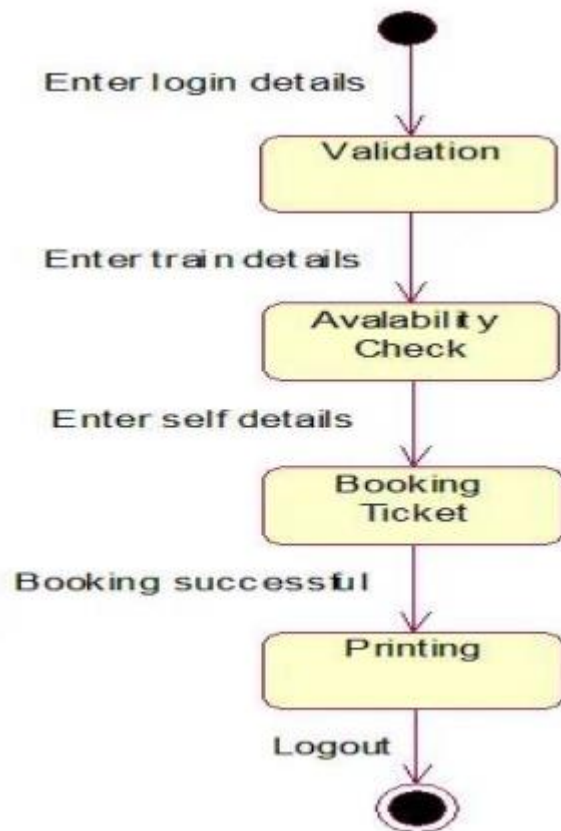 Enter login details
Validation
Enter train details
Avalability
Check
Enter self details
Booking
Ticket
Booking successful
Printing
Logout